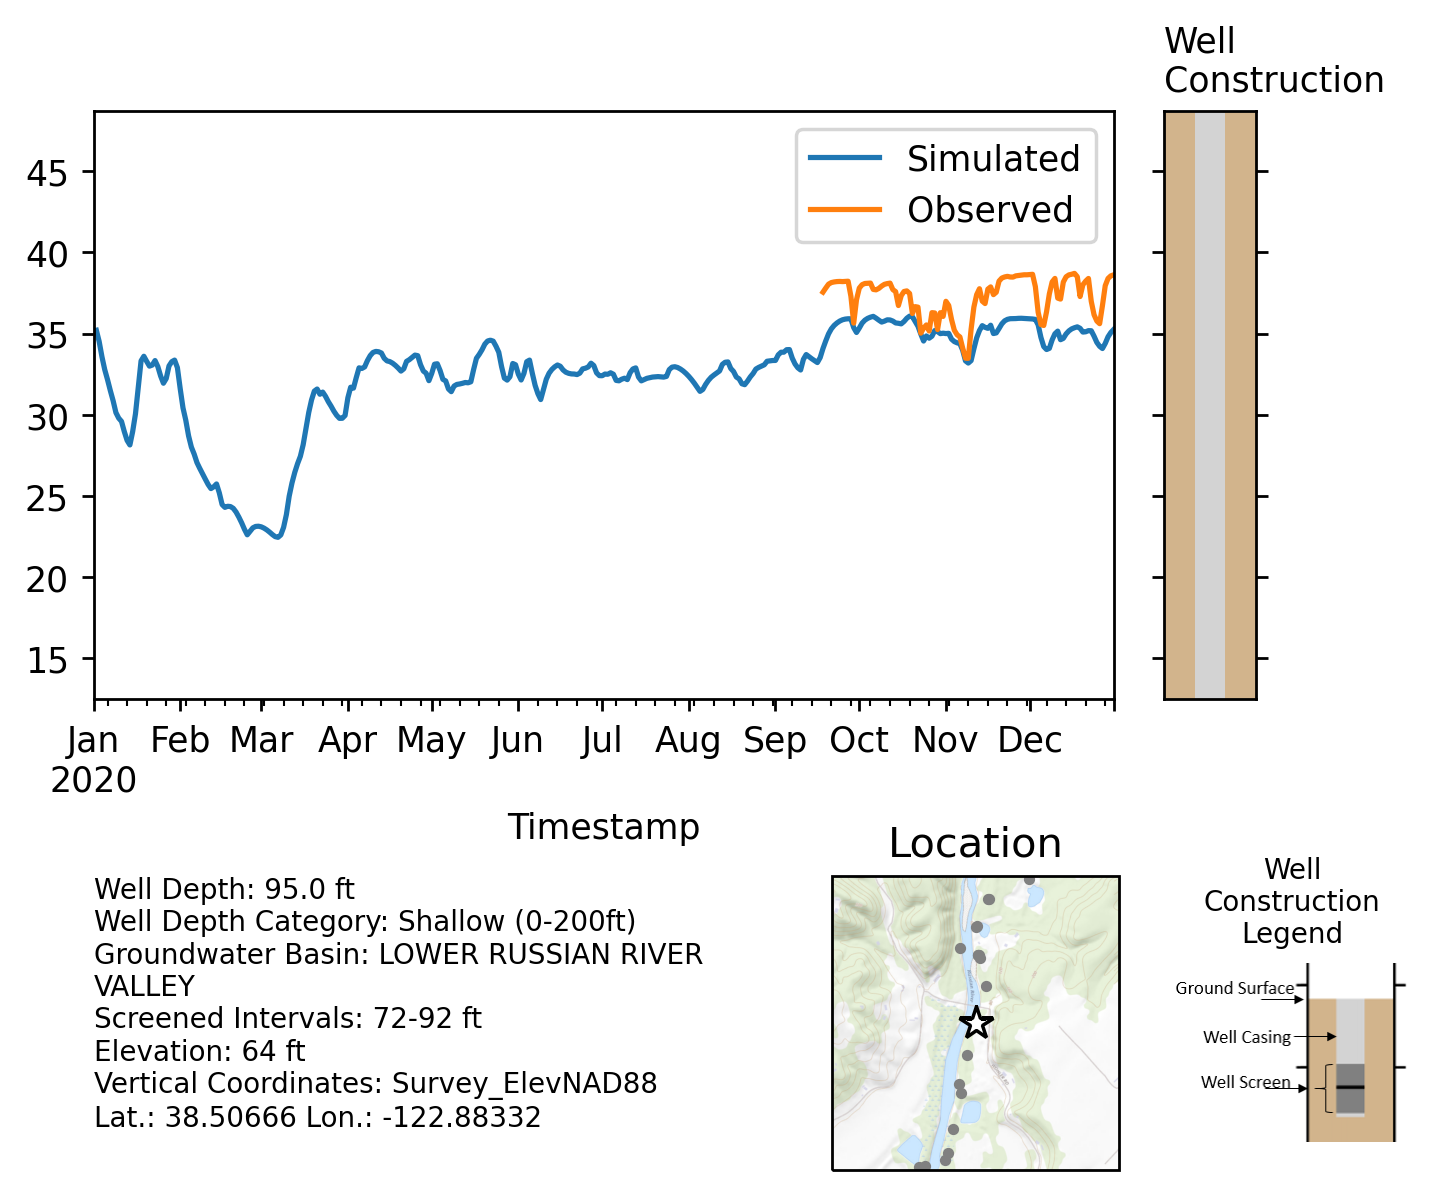 Well
Construction
Simulated
Observed
45
40
35
30
25
20
15
Jan Feb Mar Apr May Jun Jul Aug Sep Oct Nov Dec
2020
Timestamp
Well Depth: 95.0 ft
Well Depth Category: Shallow (0-200ft)
Groundwater Basin: LOWER RUSSIAN RIVER
VALLEY
Screened Intervals: 72-92 ft
Elevation: 64 ft
Vertical Coordinates: Survey_ElevNAD88
Lat.: 38.50666 Lon.: -122.88332
Location
Well
Construction
Legend
Ground Surface
Well Casing
Well Screen